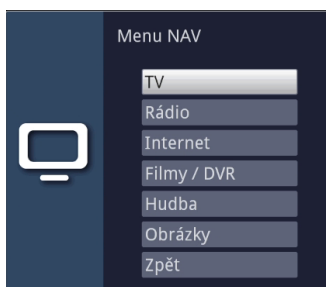 Menu NAV
TV
Rádio
Internet
Filmy / DVR
Hudba
Obrázky
Zpět